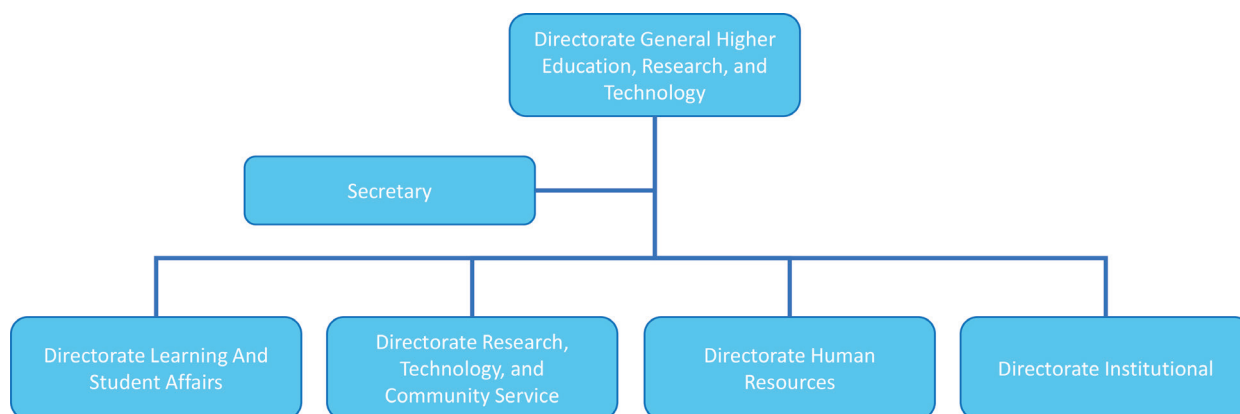 Directorate General Higher
Education, Research, and
Technology
Secretary
Directorate Learning And
Student Affairs
Directorate Research,
Technology, and
Community Service
Directorate Human
Resources
Directorate Institutional